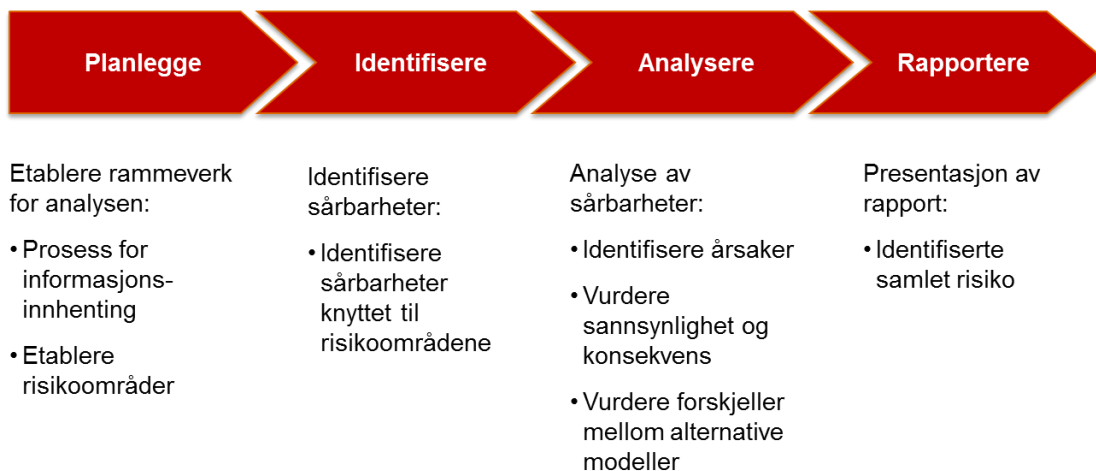 Planlegge
Identifisere
Analysere
Rapportere
Etablere rammeverk
for analysen:
• Prosess for
informasjons-
innhenting
• Etablere
risikoområder
Identifisere
sårbarheter:
• Identifisere
sårbarheter
knyttet til
risikoområdene
Analyse av
sårbarheter:
• Identifisere årsaker
• Vurdere
sannsynlighet og
konsekvens
• Vurdere forskjeller
mellom alternative
modeller
Presentasjon av
rapport:
• Identifiserte
samlet risiko